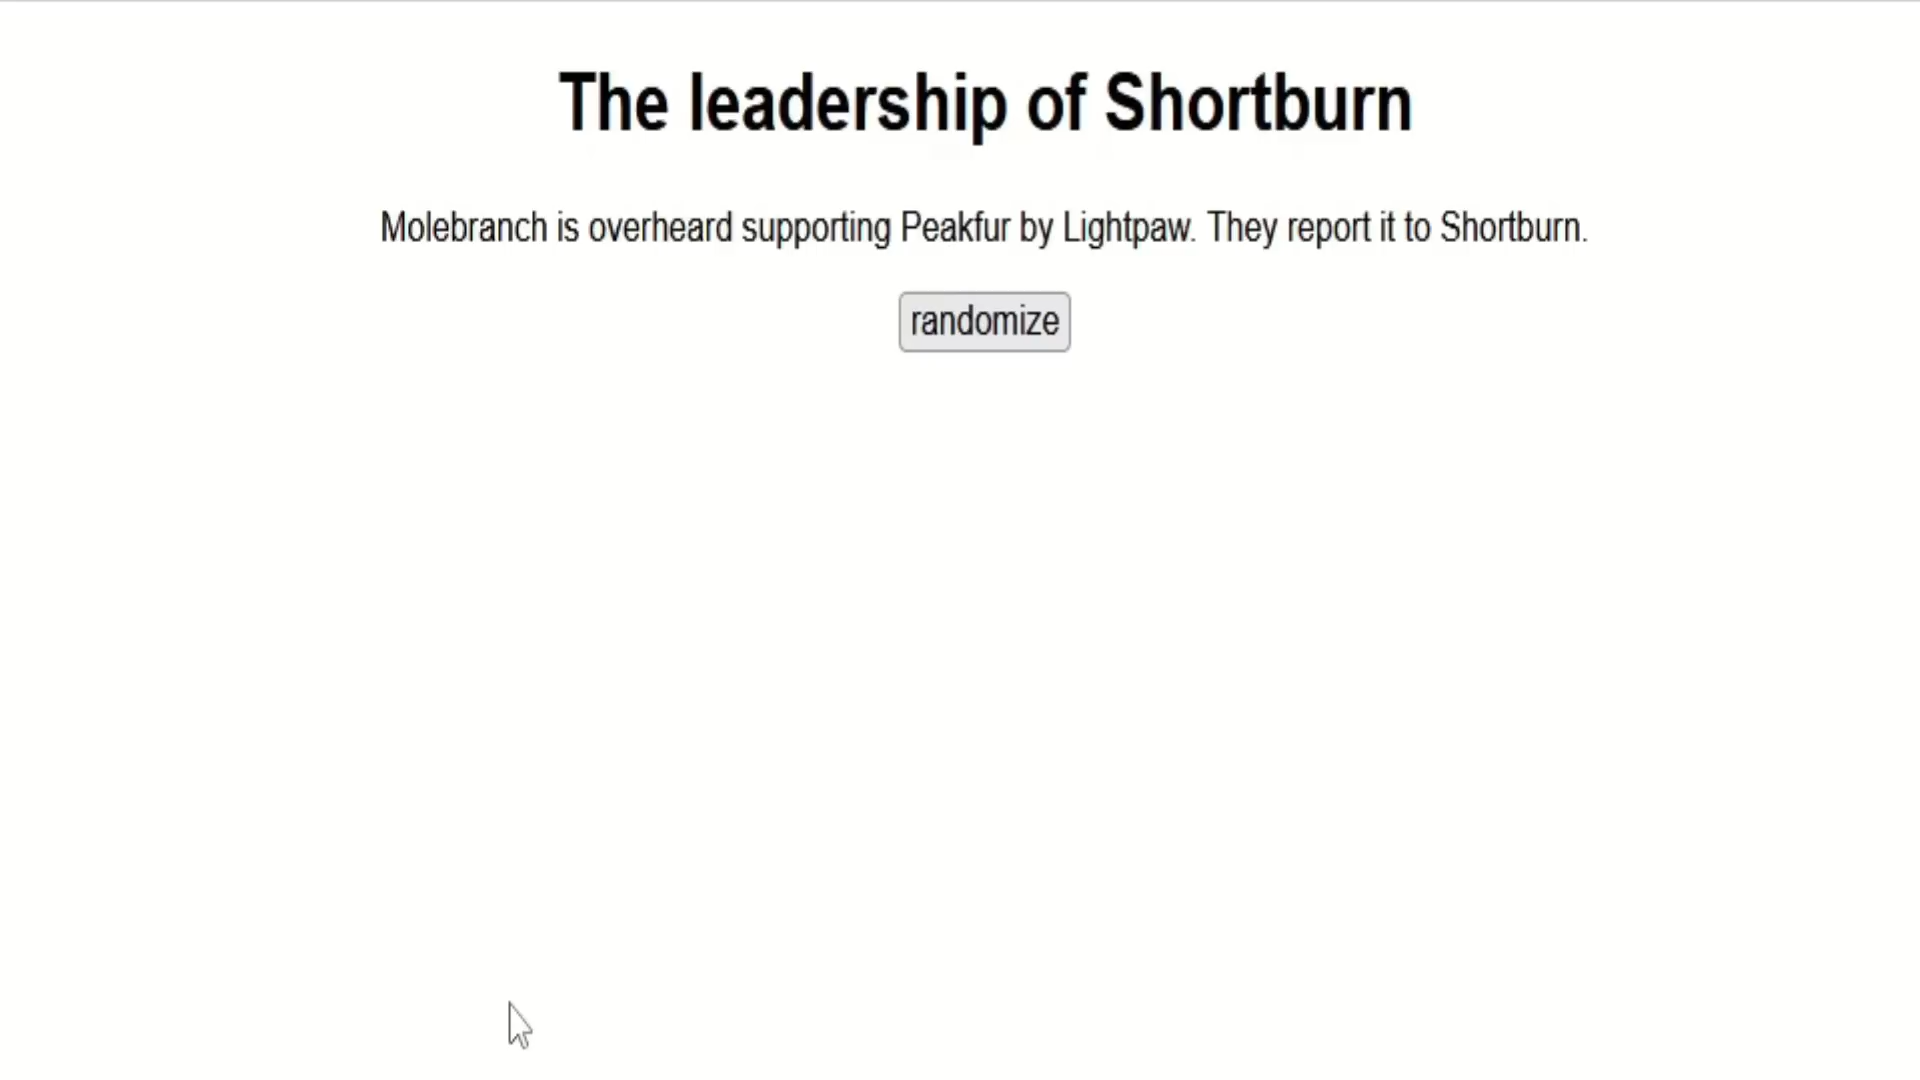 The leadership of Shortburn
Molebranch is overheard supporting Peakfur by Lightpaw. They report it to Shortburn.
randomize